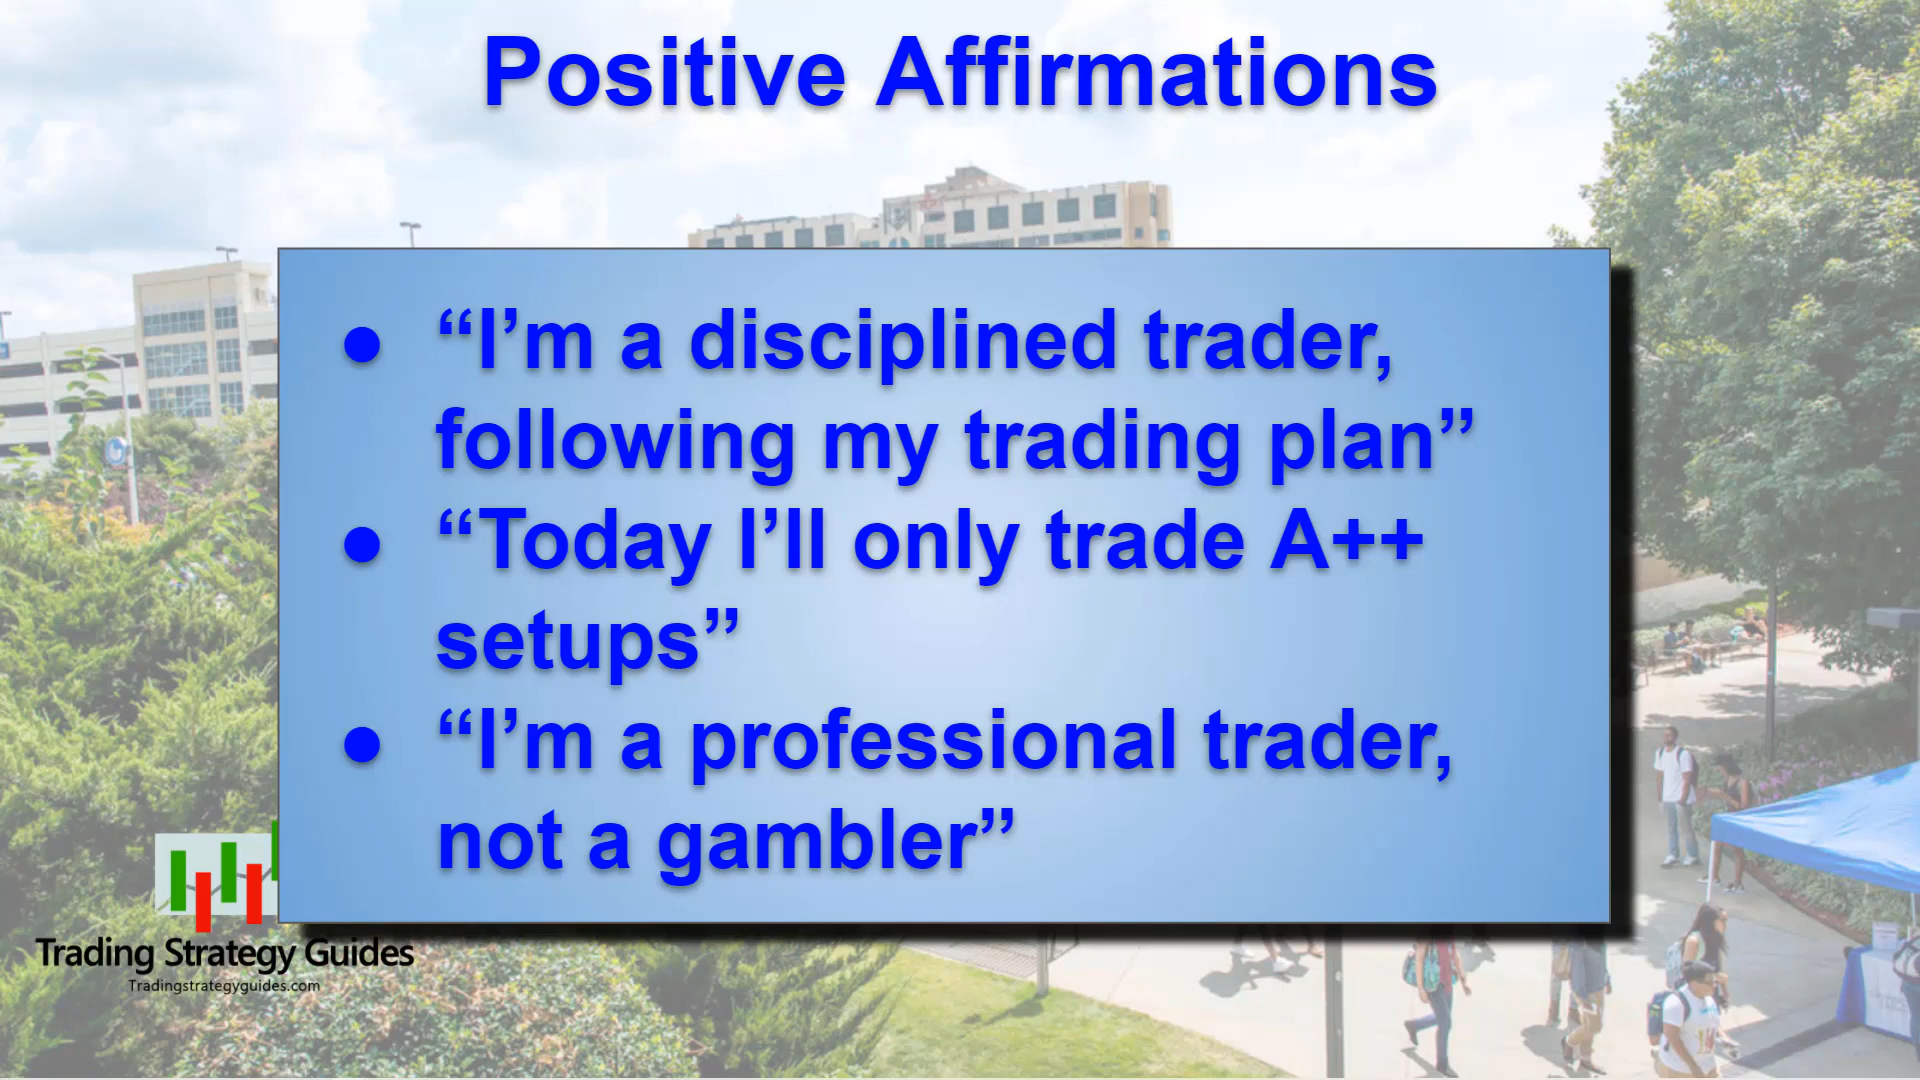 Positive Affirmations
● “I’m a disciplined trader,
following my trading plan”
● “Today I’ll only trade A++
setups”
● “I’m a professional trader,
not a gambler”
Trading Strategy Guides
Tradingstrategyguides.com